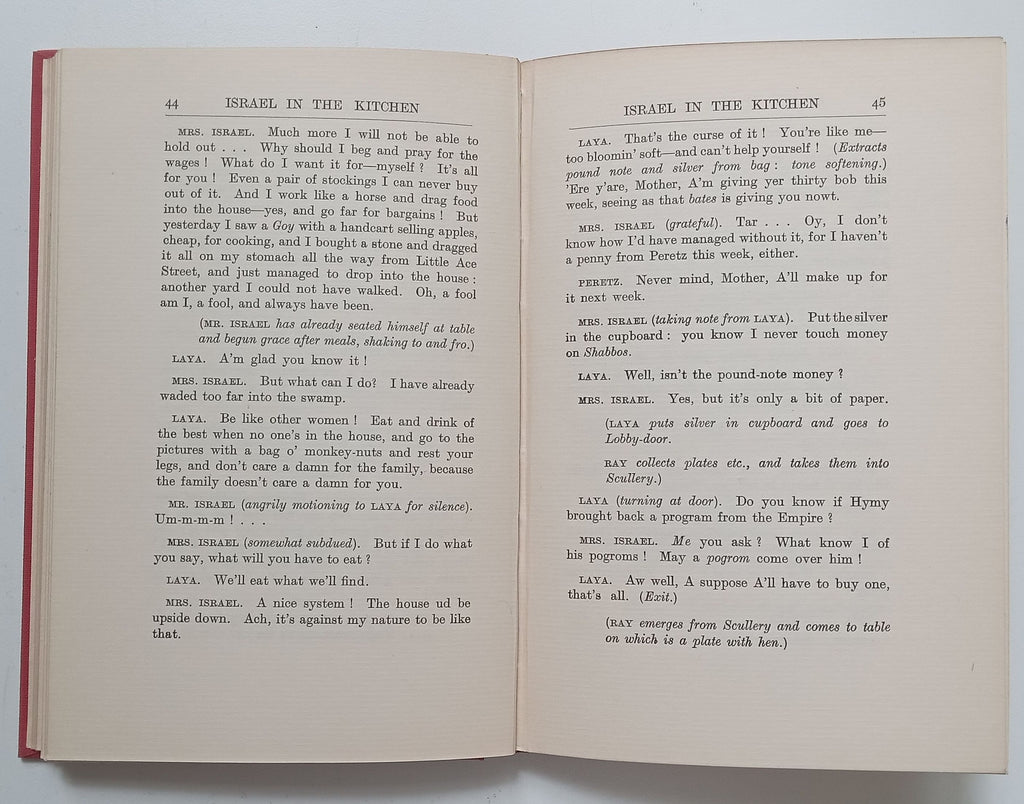 44 ISRAEL IN THE KITCHEN
MRS. ISRAEL. Much more I will not be able to
hold out . . . Why should I beg and pray for the
wages ! What do I want it for—myself ? It's all
for you ! Even a pair of stockings I can never buy
out of it. And I work like a horse and drag food
into the house—yes, and go far for bargains ! But
yesterday I saw a Goy with a handcart selling apples,
cheap, for cooking, and I bought a stone and dragged
it all on my stomach all the way from Little Ace
Street, and just managed to drop into the house :
another yard I could not have walked. Oh, a fool
am I, a fool, and always have been.
(MR. ISRAEL has already seated himself at table
and begun grace after meals, shaking to and fro.)
LAYA. A'm glad you know it !
MRS. ISRAEL. But what can I do? I have already
waded too far into the swamp.
LAYA. Be like other women ! Eat and drink of
the best when no one's in the house, and go to the
pictures with a bag o' monkey-nuts and rest your
legs, and don't care a damn for the family, because
the family doesn't care a damn for you.
MR. ISRAEL (angrily motioning to LAYA for silence).
Um-m-m-m ! . . .
MRS. ISRAEL (somewhat subdued). But if I do what
you say, what will you have to eat ?
LAYA. We'll eat what we'll find.
MRS. ISRAEL. A nice system ! The house ud be
upside down. Ach, it's against my nature to be like
that.
ISRAEL IN THE KITCHEN 45
LAYA. That's the curse of it ! You're like me—
too bloomin' soft—and can't help yourself ! (Extracts
pound note and silver from bag : tone softening.)
'Ere y'are, Mother, A'm giving yer thirty bob this
week, seeing as that bates is giving you nowt.
MRS. ISRAEL (grateful). Tar . . . Oy, I don't
know how I'd have managed without it, for I haven't
a penny from Peretz this week, either.
PERETZ. Never mind, Mother, A'll make up for
it next week.
MRS. ISRAEL (taking note from LAYA). Put the silver
in the cupboard : you know I never touch money
on Shabbos.
LAYA. Well, isn't the pound-note money ?
MRS. ISRAEL. Yes, but it's only a bit of paper.
(LAYA puts silver in cupboard and goes to
Lobby-door.
RAY collects plates etc., and takes them into
Scullery.)
LAYA (turning at door). Do you know if Hymy
brought back a program from the Empire ?
MRS. ISRAEL. Me you ask ? What know I of
his pogroms ! May a pogrom come over him !
LAYA. Aw well, A suppose A'll have to buy one,
that's all. (Exit.)
(RAY emerges from Scullery and comes to table
on which is a plate with hen.)